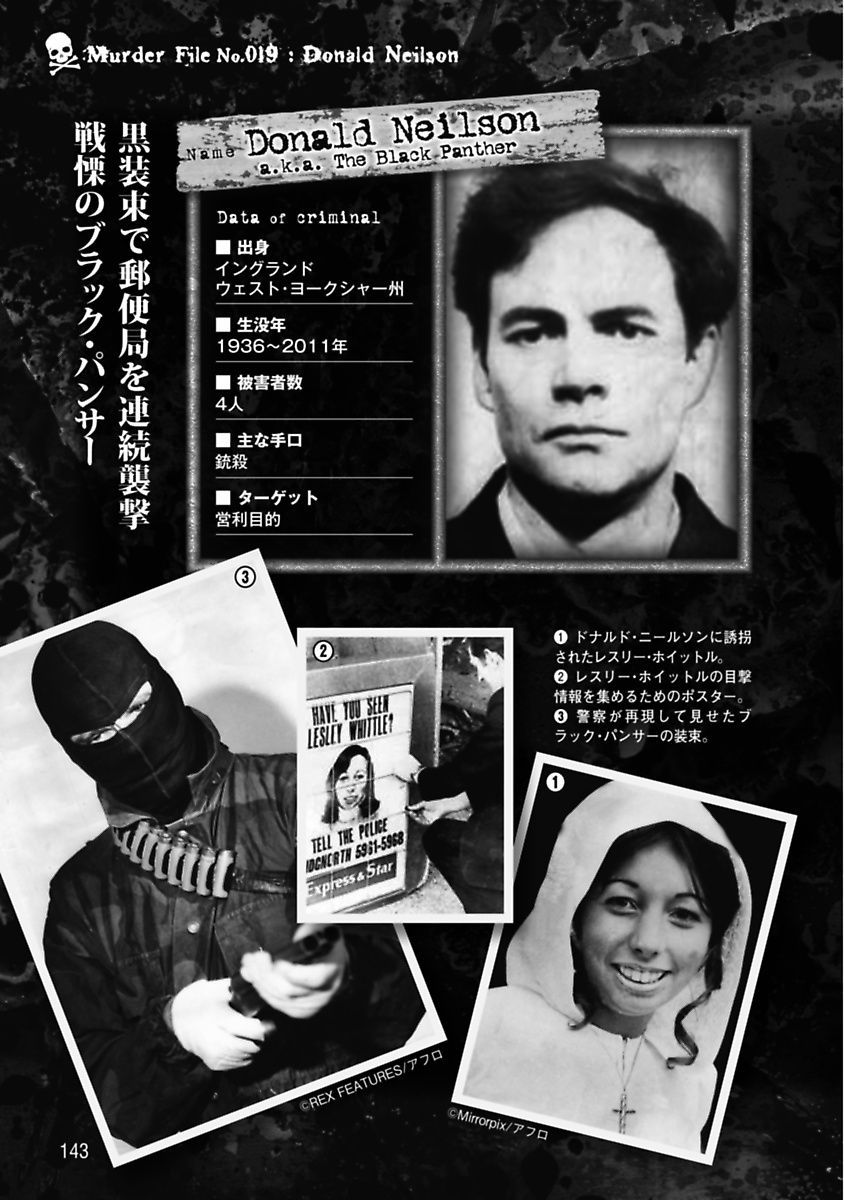 Murder File No.019 : Donald Neilson
黒装束で郵便局を連続襲撃
戦慄のブラック・パンサー
Name Donald Neilson
a.k.a. The Black Panther
Data of criminal
■ 出身
イングランド
ウェスト・ヨークシャー州
■ 生没年
1936〜2011年
■ 被害者数
4人
■ 主な手口
銃殺
■ ターゲット
営利目的
❶ ドナルド・ニールソンに誘拐
されたレスリー・ホイットル。
❷ レスリー・ホイットルの目撃
情報を集めるためのポスター。
❸ 警察が再現して見せたブ
ラック・パンサーの装束。
③
②
HAVE YOU SEEN
LESLEY WHITTLE?
TELL THE POLICE
IDGNORTH 5961-5968
Express & Star
①
©REX FEATURES/アフロ
©Mirrorpix/アフロ
143